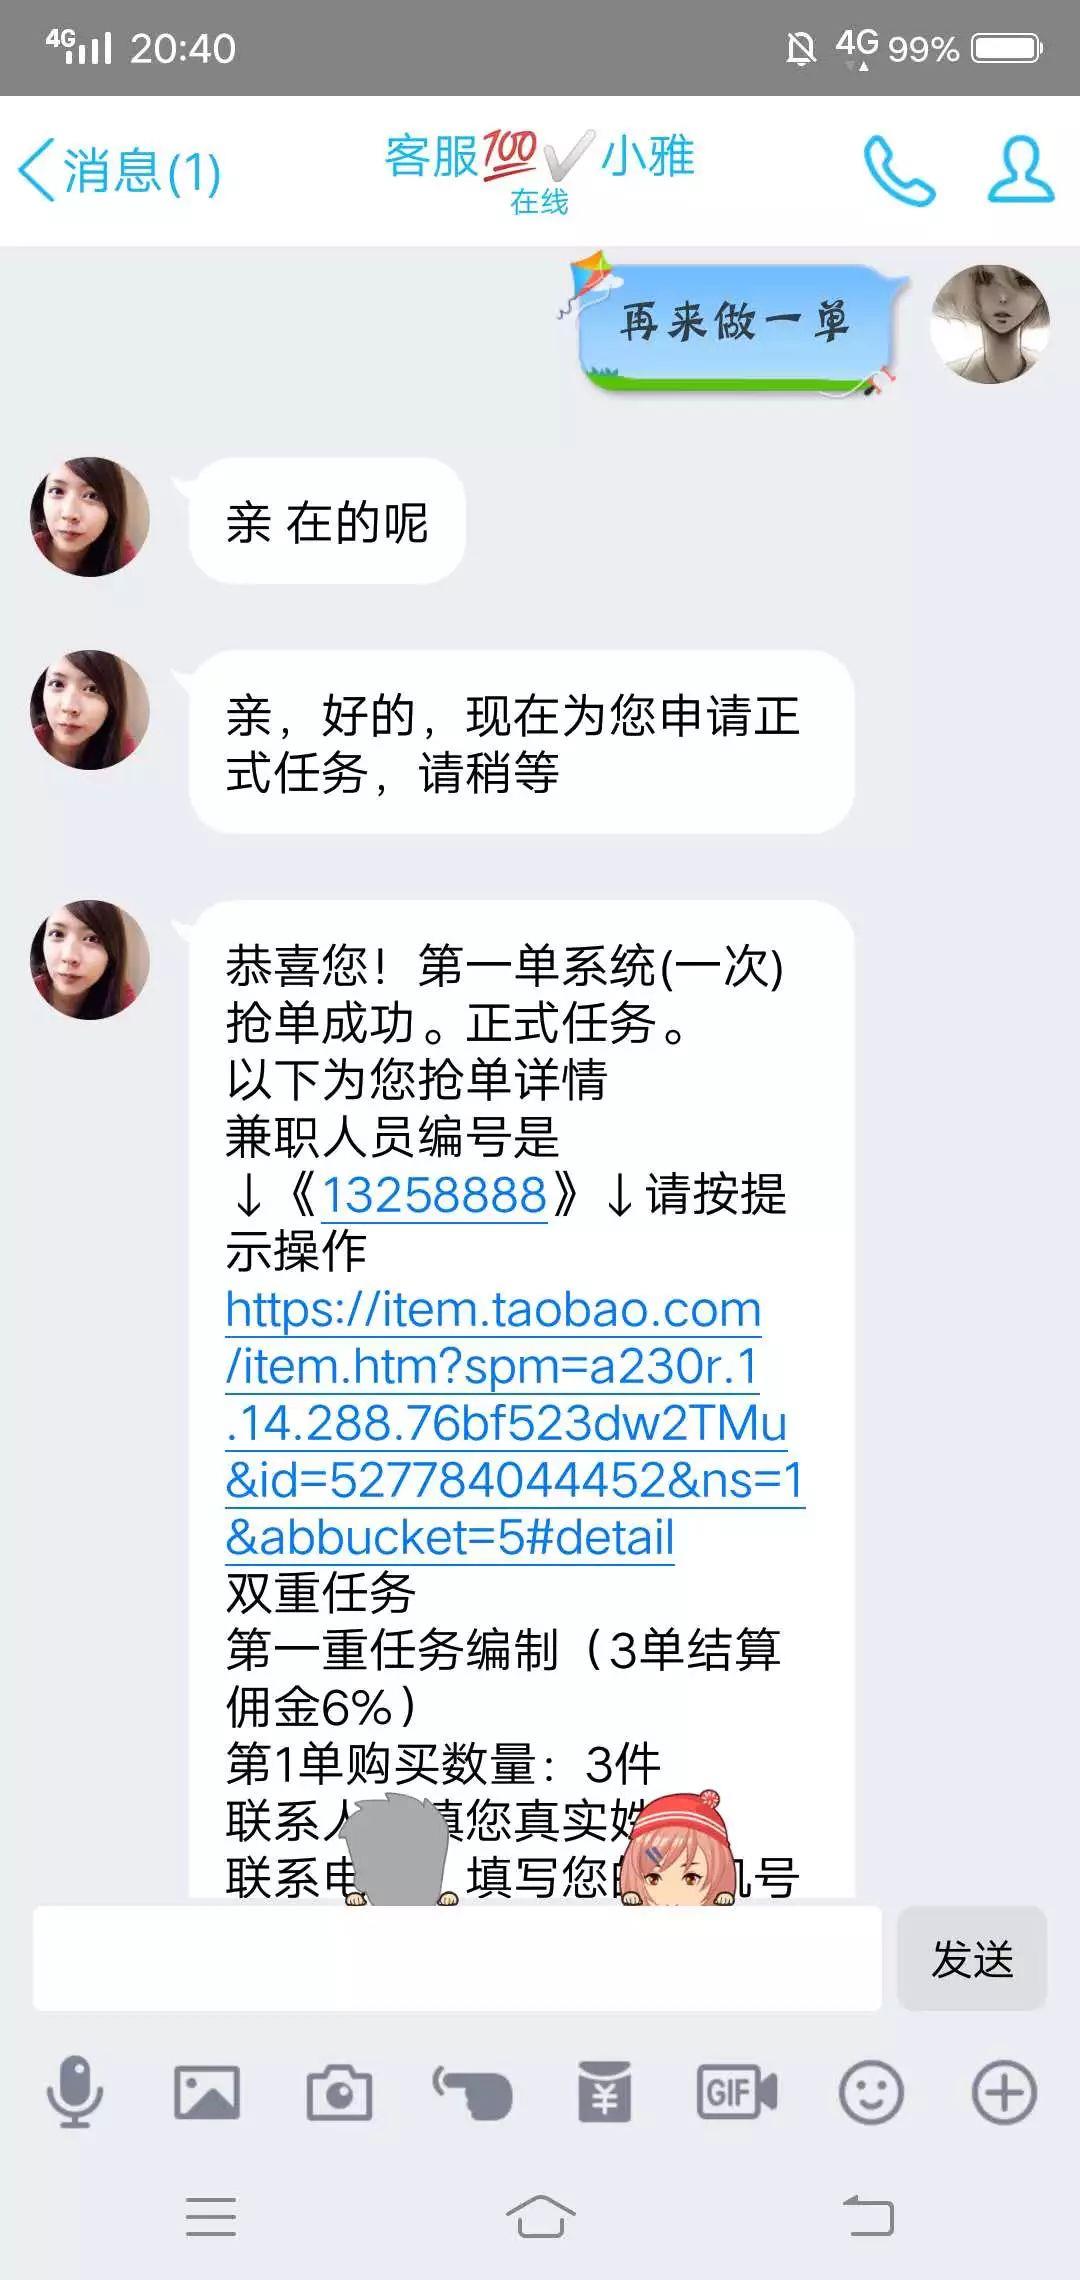 4G 20:40 4G 99%
消息(1)
客服💯✔小雅
在线
再来做一单
亲 在的呢
亲，好的，现在为您申请正
式任务，请稍等
恭喜您！第一单系统(一次)
抢单成功。正式任务。
以下为您抢单详情
兼职人员编号是
↓《13258888》↓请按提
示操作
https://item.taobao.com
/item.htm?spm=a230r.1
.14.288.76bf523dw2TMu
&id=527784044452&ns=1
&abbucket=5#detail
双重任务
第一重任务编制（3单结算
佣金6%）
第1单购买数量：3件
联系人 填您真实姓
联系电 填写您的 机号
发送
¥
GIF